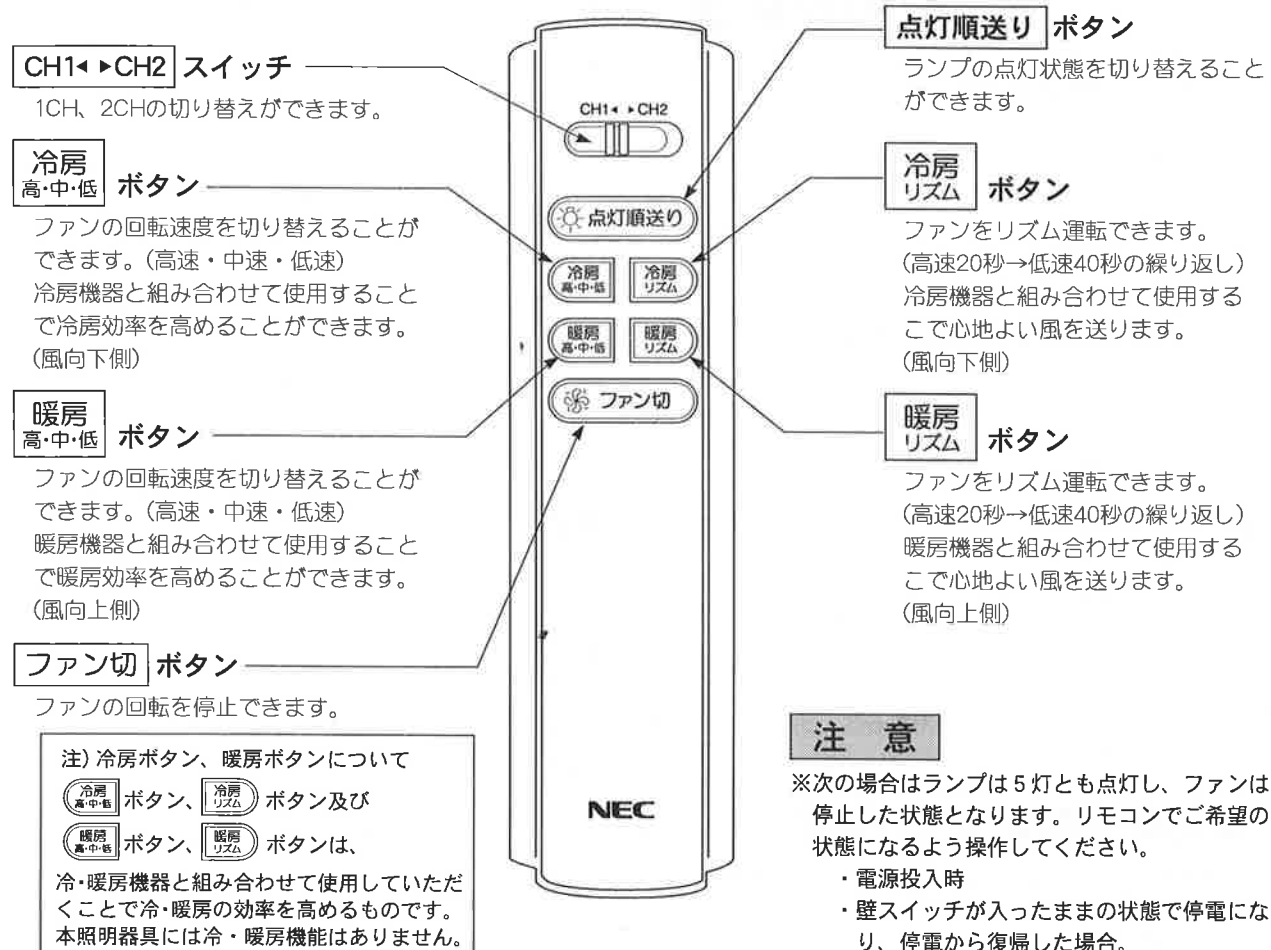 CH1◂ ▸CH2 スイッチ
1CH、2CHの切り替えができます。
冷房
高・中・低 ボタン
ファンの回転速度を切り替えることが
できます。(高速・中速・低速)
冷房機器と組み合わせて使用すること
で冷房効率を高めることができます。
(風向下側)
暖房
高・中・低 ボタン
ファンの回転速度を切り替えることが
できます。(高速・中速・低速)
暖房機器と組み合わせて使用すること
で暖房効率を高めることができます。
(風向上側)
ファン切 ボタン
ファンの回転を停止できます。
注) 冷房ボタン、暖房ボタンについて
冷房 高・中・低 ボタン、冷房 リズム ボタン及び
暖房 高・中・低 ボタン、暖房 リズム ボタンは、
冷・暖房機器と組み合わせて使用していただ
くことで冷・暖房の効率を高めるものです。
本照明器具には冷・暖房機能はありません。
CH1◂ ▸CH2
点灯順送り
冷房
高・中・低
冷房
リズム
暖房
高・中・低
暖房
リズム
ファン切
NEC
点灯順送り ボタン
ランプの点灯状態を切り替えること
ができます。
冷房
リズム ボタン
ファンをリズム運転できます。
(高速20秒→低速40秒の繰り返し)
冷房機器と組み合わせて使用する
こで心地よい風を送ります。
(風向下側)
暖房
リズム ボタン
ファンをリズム運転できます。
(高速20秒→低速40秒の繰り返し)
暖房機器と組み合わせて使用する
こで心地よい風を送ります。
(風向上側)
注 意
※次の場合はランプは5灯とも点灯し、ファンは
停止した状態となります。リモコンでご希望の
状態になるよう操作してください。
・電源投入時
・壁スイッチが入ったままの状態で停電にな
り、停電から復帰した場合。